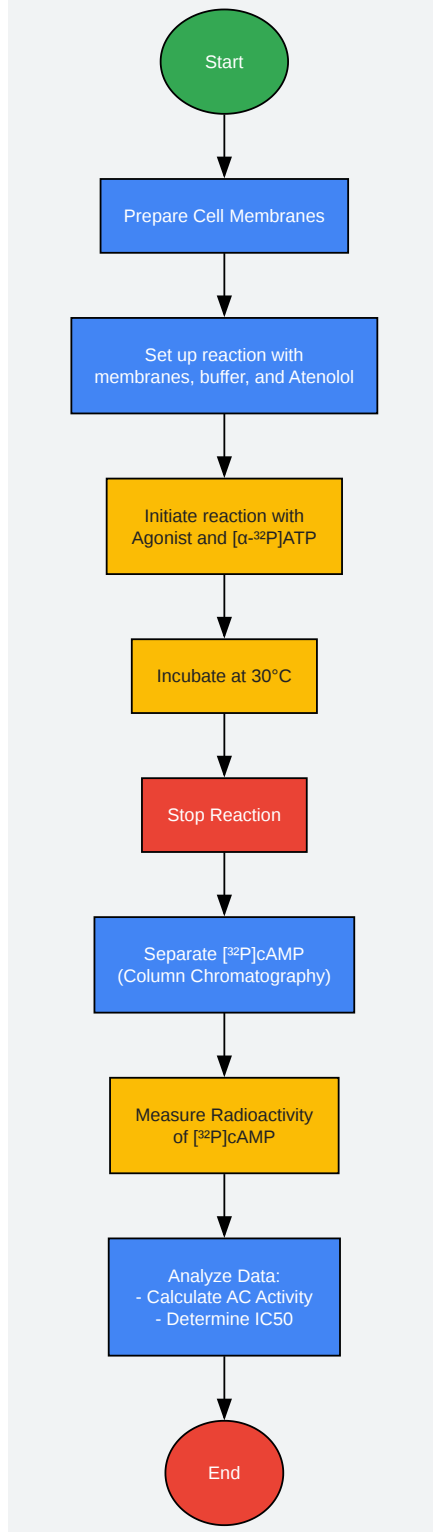 Start
Prepare Cell Membranes
Set up reaction with
membranes, buffer, and Atenolol
Initiate reaction with
Agonist and [α-³²P]ATP
Incubate at 30°C
Stop Reaction
Separate [³²P]cAMP
(Column Chromatography)
Measure Radioactivity
of [³²P]cAMP
Analyze Data:
- Calculate AC Activity
- Determine IC50
End